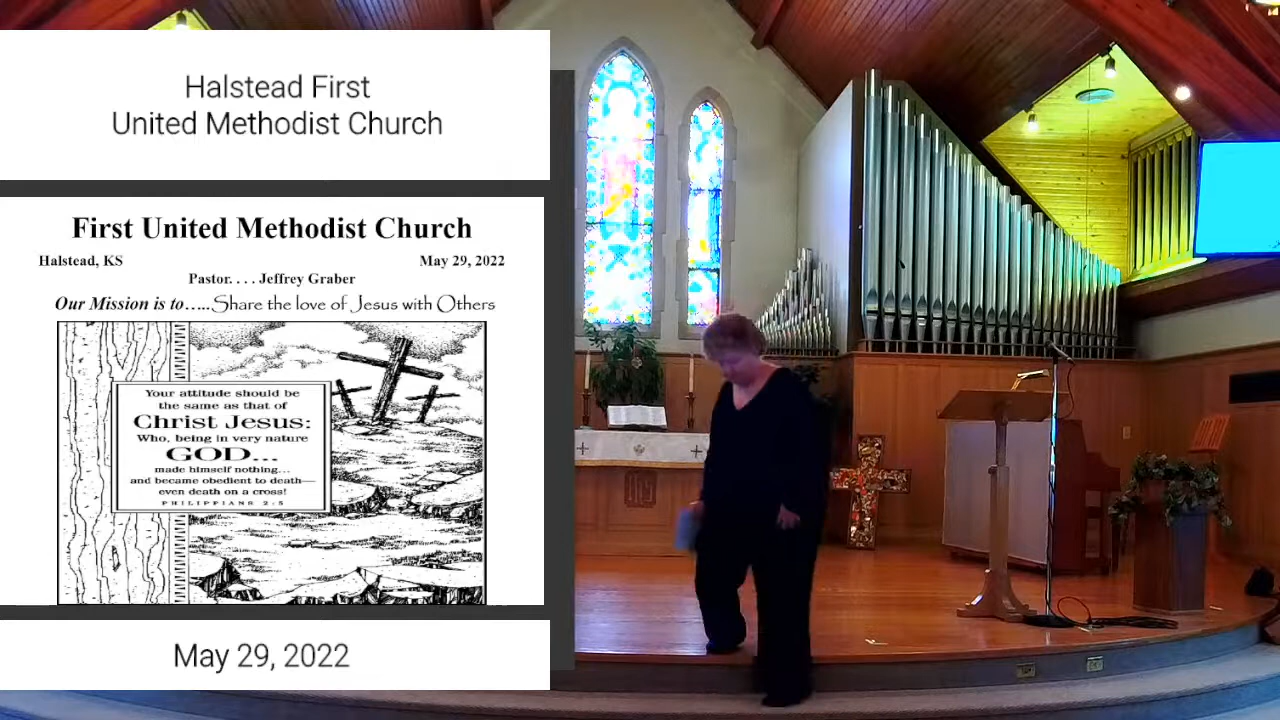 Halstead First
United Methodist Church
First United Methodist Church
Halstead, KS May 29, 2022
Pastor. . . . Jeffrey Graber
Our Mission is to…..Share the love of Jesus with Others
Your attitude should be
the same as that of
Christ Jesus:
Who, being in very nature
GOD...
made himself nothing...
and became obedient to death—
even death on a cross!
PHILIPPIANS 2:5
May 29, 2022